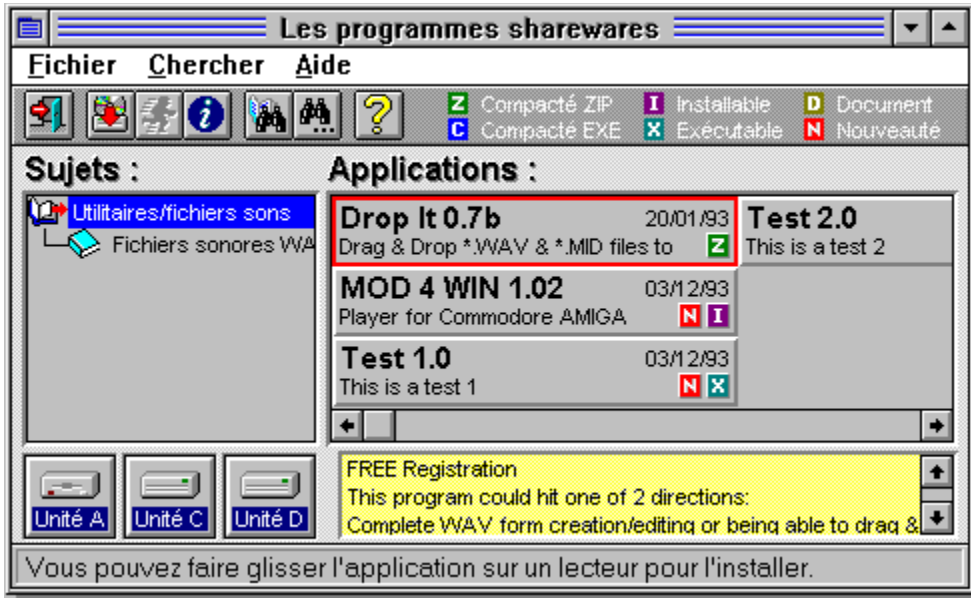 Les programmes sharewares
Fichier Chercher Aide
Z Compacté ZIP I Installable D Document
C Compacté EXE X Exécutable N Nouveauté
Sujets :
Utilitaires/fichiers sons
Fichiers sonores WA
Applications :
Drop It 0.7b 20/01/93
Drag & Drop *.WAV & *.MID files to Z
MOD 4 WIN 1.02 03/12/93
Player for Commodore AMIGA N I
Test 1.0 03/12/93
This is a test 1 N X
Test 2.0
This is a test 2
Unité A Unité C Unité D
FREE Registration
This program could hit one of 2 directions:
Complete WAV form creation/editing or being able to drag &
Vous pouvez faire glisser l'application sur un lecteur pour l'installer.